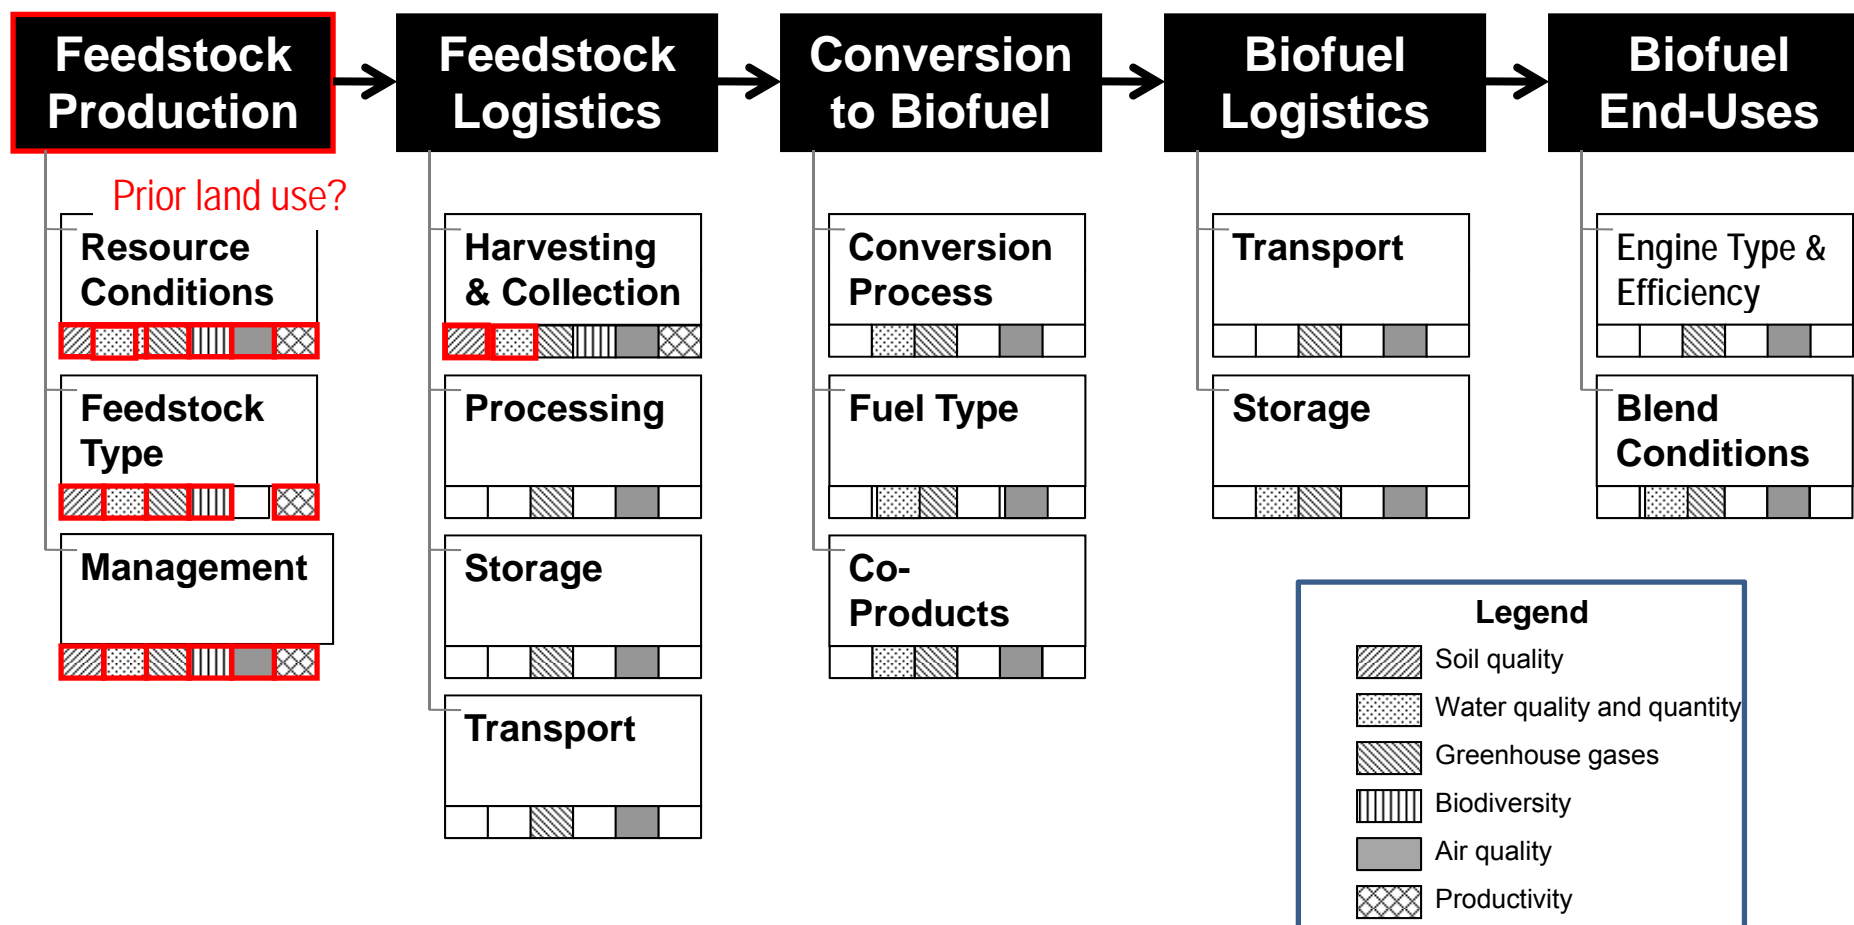 Feedstock
Production
Feedstock
Logistics
Conversion
to Biofuel
Biofuel
Logistics
Biofuel
End-Uses
Prior land use?
Resource
Conditions
Feedstock
Type
Management
Harvesting
& Collection
Processing
Storage
Transport
Conversion
Process
Fuel Type
Co-
Products
Transport
Storage
Engine Type &
Efficiency
Blend
Conditions
Legend
Soil quality
Water quality and quantity
Greenhouse gases
Biodiversity
Air quality
Productivity